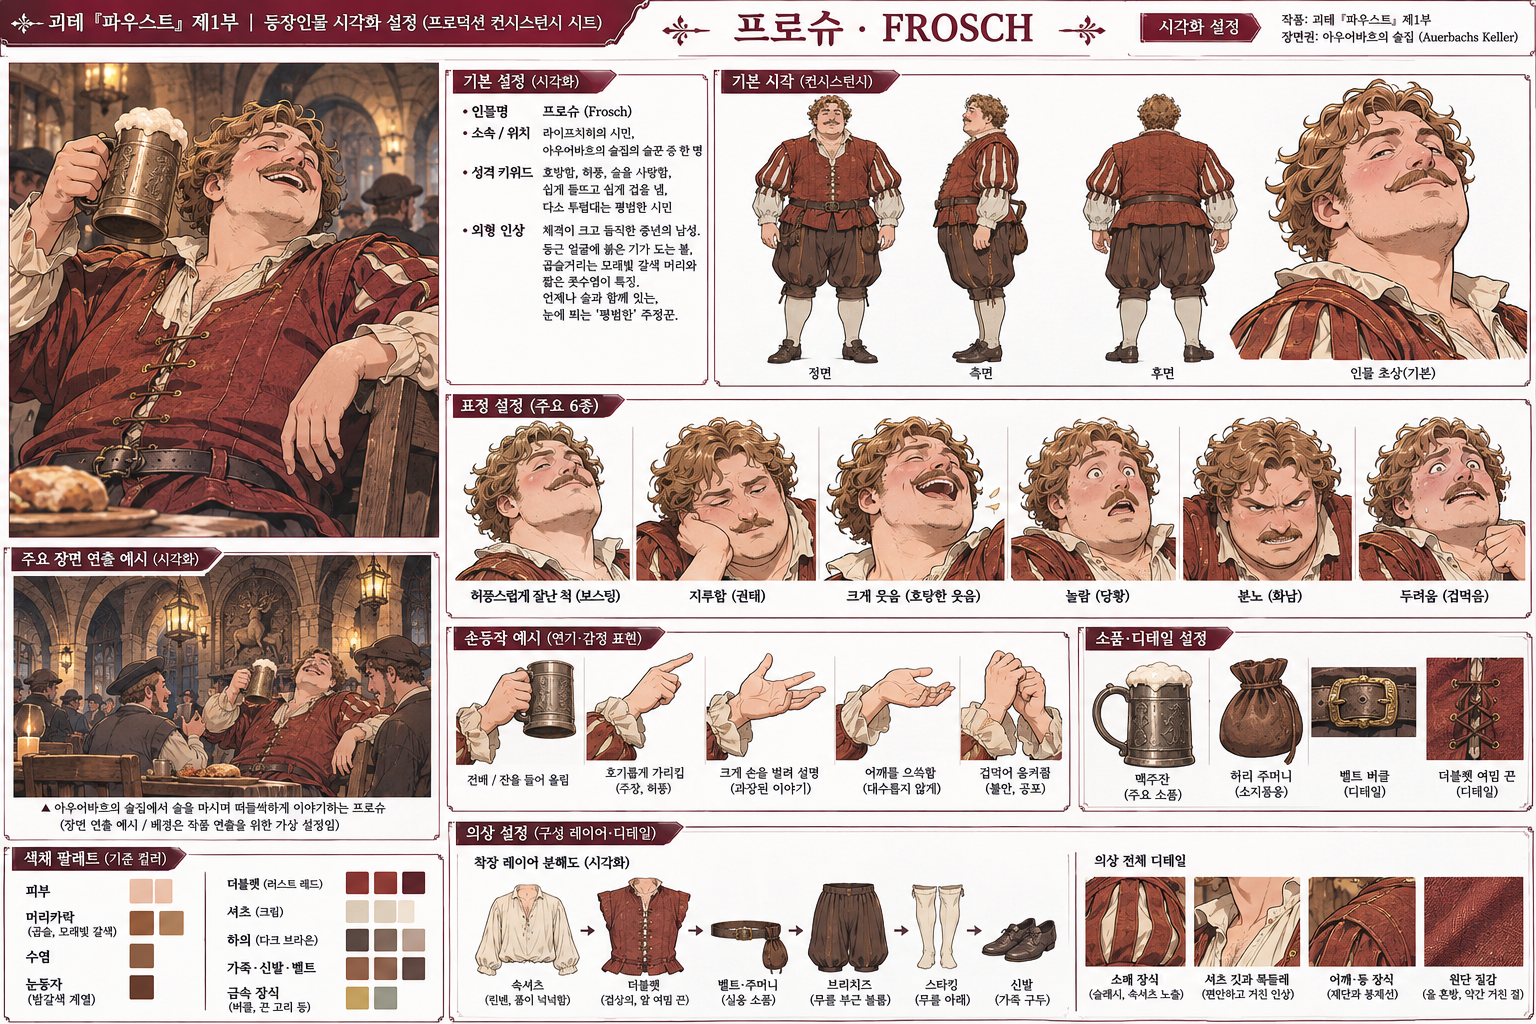 괴테 『파우스트』 제1부 | 등장인물 시각화 설정 (프로덕션 컨시스턴시 시트)
프로슈 · FROSCH
시각화 설정
작품: 괴테 『파우스트』 제1부
장면권: 아우어바흐의 술집 (Auerbachs Keller)
기본 설정 (시각화)
• 인물명 프로슈 (Frosch)
• 소속 / 위치 라이프치히의 시민,
아우어바흐의 술집의 술꾼 중 한 명
• 성격 키워드 호방함, 허풍, 술을 사랑함,
쉽게 들뜨고 쉽게 겁을 냄,
다소 투덜대는 평범한 시민
• 외형 인상 체격이 크고 듬직한 중년의 남성.
둥근 얼굴에 붉은 기가 도는 볼,
곱슬거리는 모래빛 갈색 머리와
짧은 콧수염이 특징.
언제나 술과 함께 있는,
눈에 띄는 '평범한' 주정꾼.
기본 시각 (컨시스턴시)
정면
측면
후면
인물 초상(기본)
표정 설정 (주요 6종)
허풍스럽게 잘난 척 (보스팅)
지루함 (권태)
크게 웃음 (호탕한 웃음)
놀람 (당황)
분노 (화남)
두려움 (겁먹음)
주요 장면 연출 예시 (시각화)
▲ 아우어바흐의 술집에서 술을 마시며 떠들썩하게 이야기하는 프로슈
(장면 연출 예시 / 배경은 작품 연출을 위한 가상 설정임)
손동작 예시 (연기·감정 표현)
건배 / 잔을 들어 올림
호기롭게 가리킴
(주장, 허풍)
크게 손을 벌려 설명
(과장된 이야기)
어깨를 으쓱함
(대수롭지 않게)
겁먹어 움켜쥠
(불안, 공포)
소품·디테일 설정
맥주잔
(주요 소품)
허리 주머니
(소지품용)
벨트 버클
(디테일)
더블렛 여밈 끈
(디테일)
색채 팔레트 (기준 컬러)
피부
머리카락
(곱슬, 모래빛 갈색)
수염
눈동자
(밤갈색 계열)
더블렛 (러스트 레드)
셔츠 (크림)
하의 (다크 브라운)
가죽·신발·벨트
금속 장식
(버클, 끈 고리 등)
의상 설정 (구성 레이어·디테일)
착장 레이어 분해도 (시각화)
속셔츠
(린넨, 품이 넉넉함)
더블렛
(겉상의, 앞 여밈 끈)
벨트·주머니
(실용 소품)
브리치즈
(무릎 부근 볼륨)
스타킹
(무릎 아래)
신발
(가죽 구두)
의상 전체 디테일
소매 장식
(슬래시, 속셔츠 노출)
셔츠 깃과 목둘레
(편안하고 거친 인상)
어깨·등 장식
(재단과 봉제선)
원단 질감
(울 혼방, 약간 거친 결)